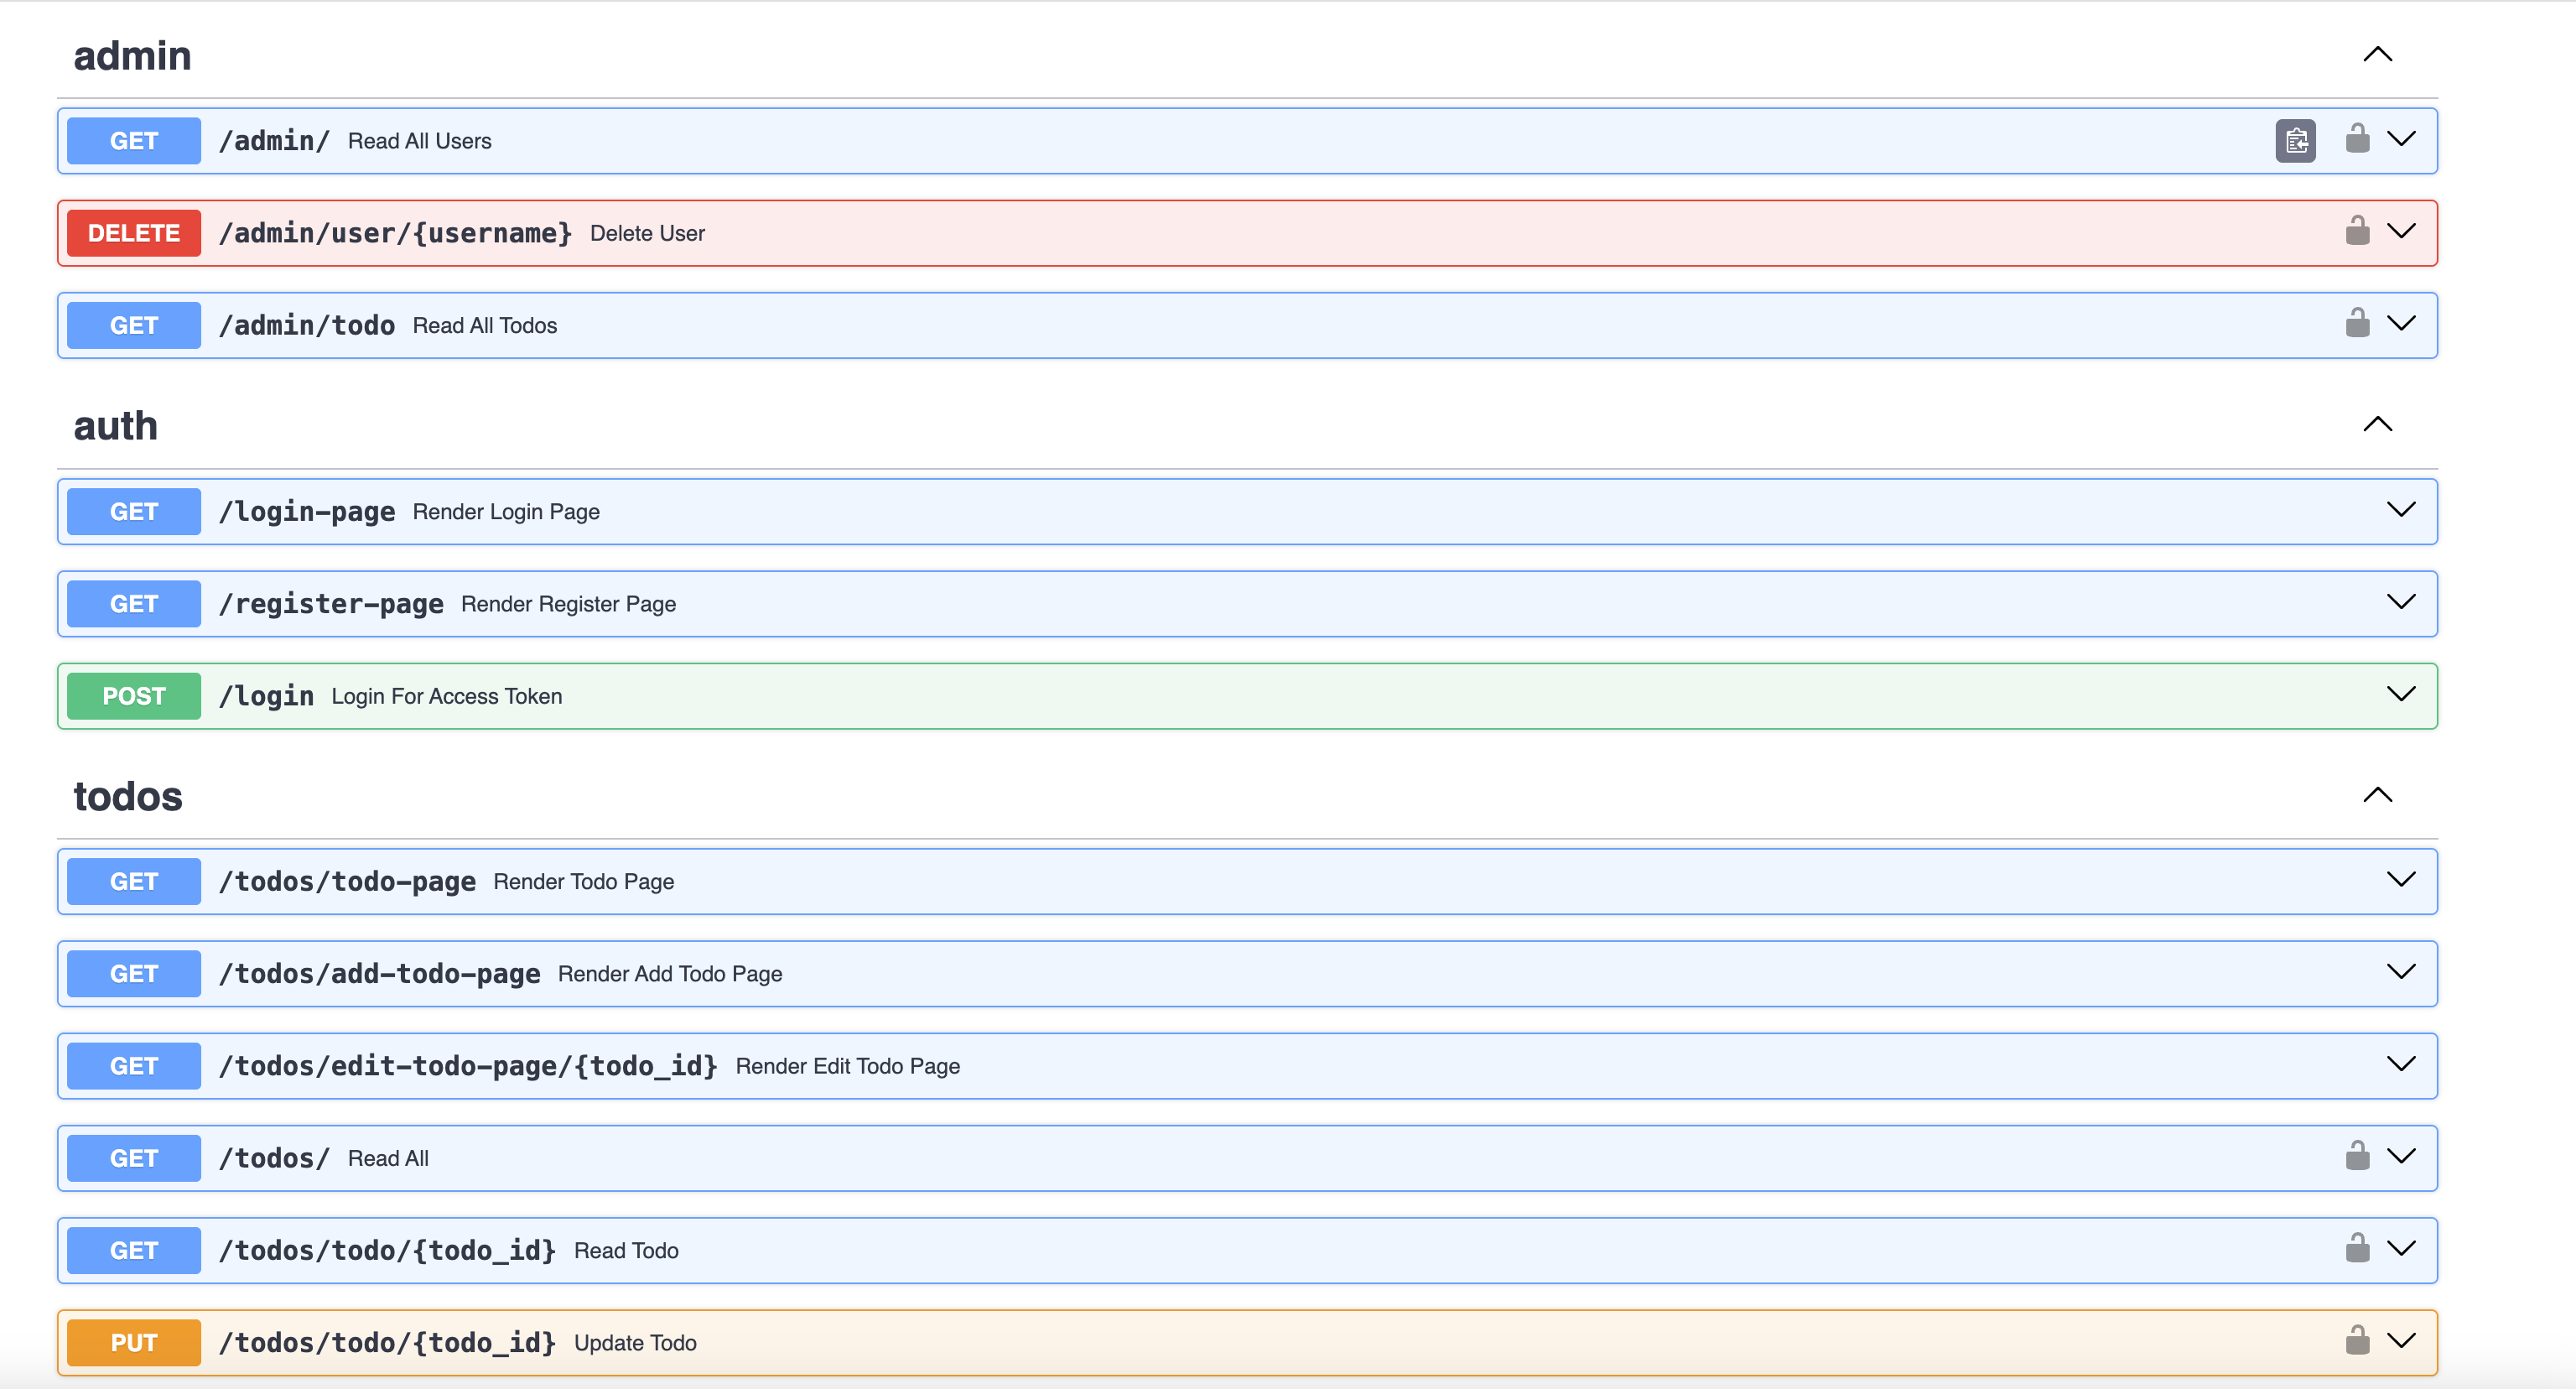 admin
GET /admin/ Read All Users
DELETE /admin/user/{username} Delete User
GET /admin/todo Read All Todos
auth
GET /login-page Render Login Page
GET /register-page Render Register Page
POST /login Login For Access Token
todos
GET /todos/todo-page Render Todo Page
GET /todos/add-todo-page Render Add Todo Page
GET /todos/edit-todo-page/{todo_id} Render Edit Todo Page
GET /todos/ Read All
GET /todos/todo/{todo_id} Read Todo
PUT /todos/todo/{todo_id} Update Todo